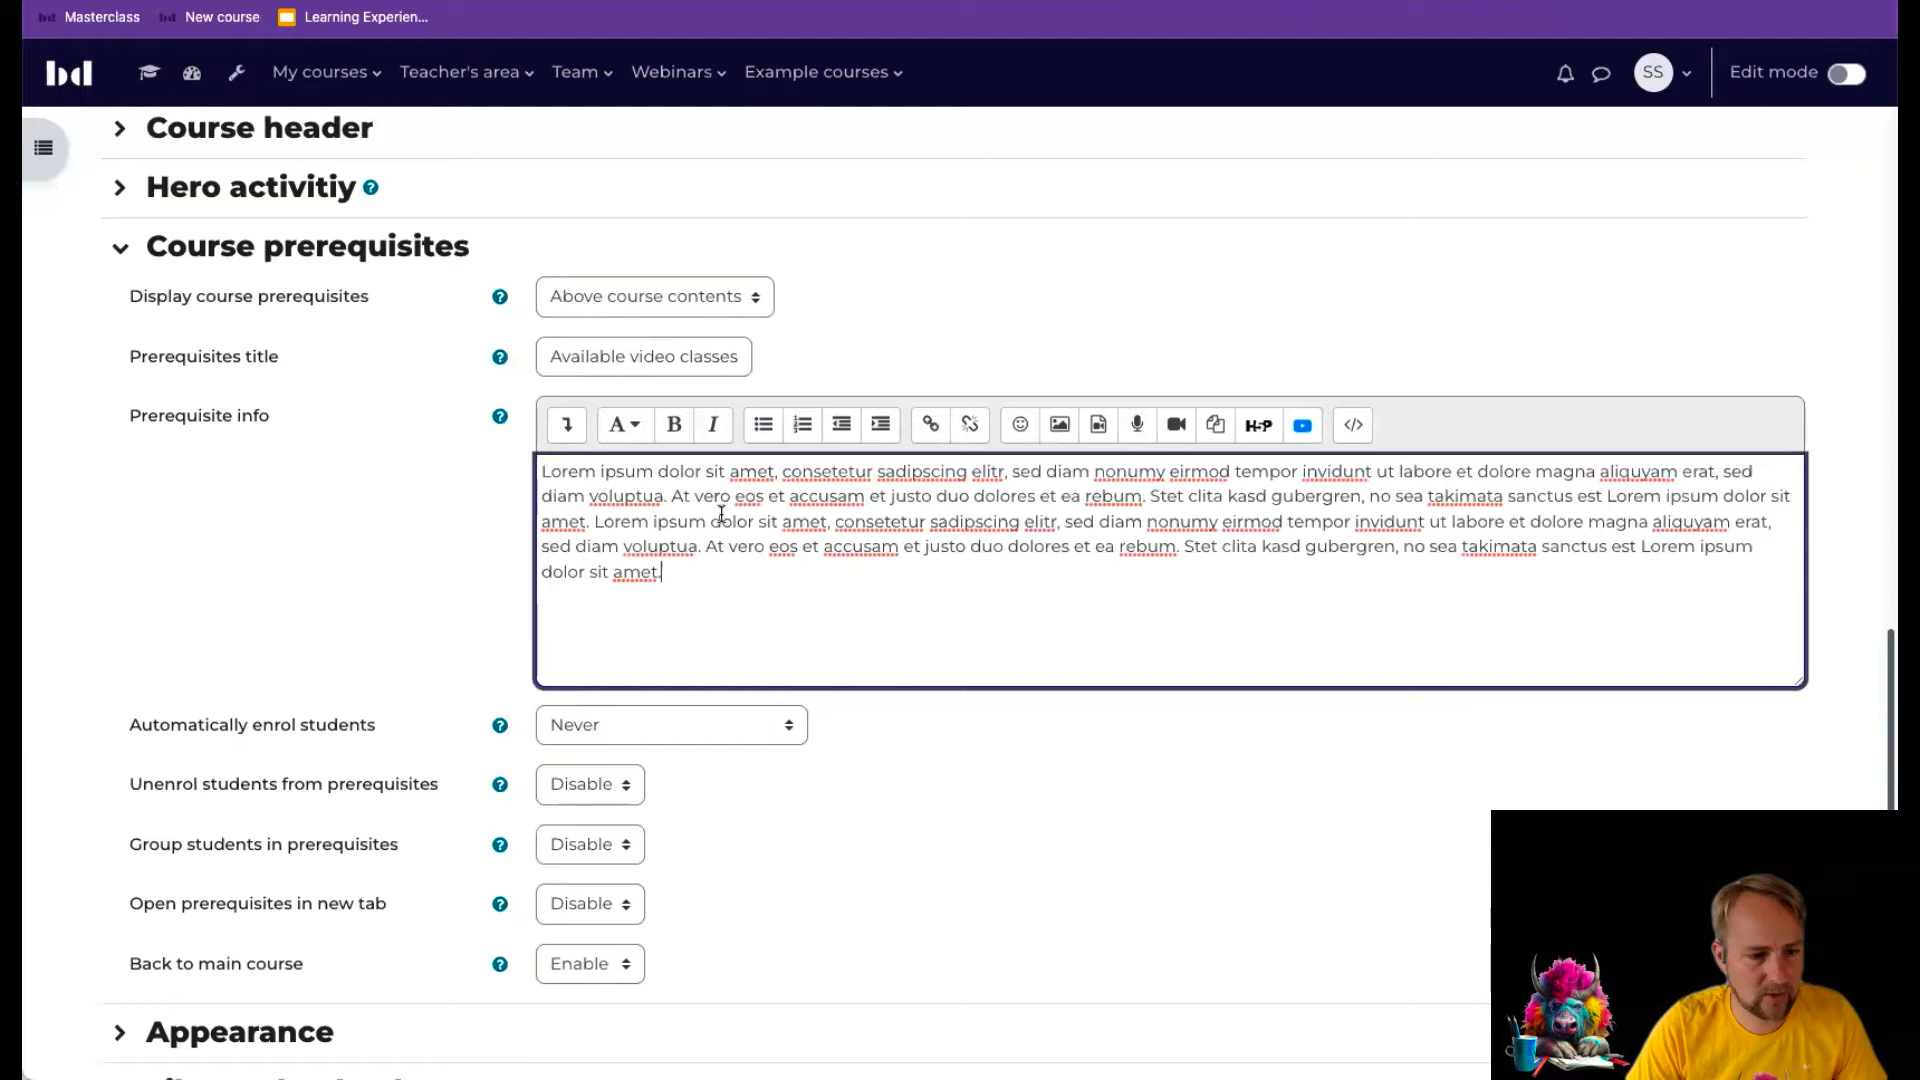 Masterclass
New course
Learning Experien...
bd
My courses
Teacher's area
Team
Webinars
Example courses
SS
Edit mode
Course header
Hero activitiy
Course prerequisites
Display course prerequisites
Above course contents
Prerequisites title
Available video classes
Prerequisite info
A
B
I
H-P
</>
Lorem ipsum dolor sit amet, consetetur sadipscing elitr, sed diam nonumy eirmod tempor invidunt ut labore et dolore magna aliquyam erat, sed
diam voluptua. At vero eos et accusam et justo duo dolores et ea rebum. Stet clita kasd gubergren, no sea takimata sanctus est Lorem ipsum dolor sit
amet. Lorem ipsum dolor sit amet, consetetur sadipscing elitr, sed diam nonumy eirmod tempor invidunt ut labore et dolore magna aliquyam erat,
sed diam voluptua. At vero eos et accusam et justo duo dolores et ea rebum. Stet clita kasd gubergren, no sea takimata sanctus est Lorem ipsum
dolor sit amet.
Automatically enrol students
Never
Unenrol students from prerequisites
Disable
Group students in prerequisites
Disable
Open prerequisites in new tab
Disable
Back to main course
Enable
Appearance